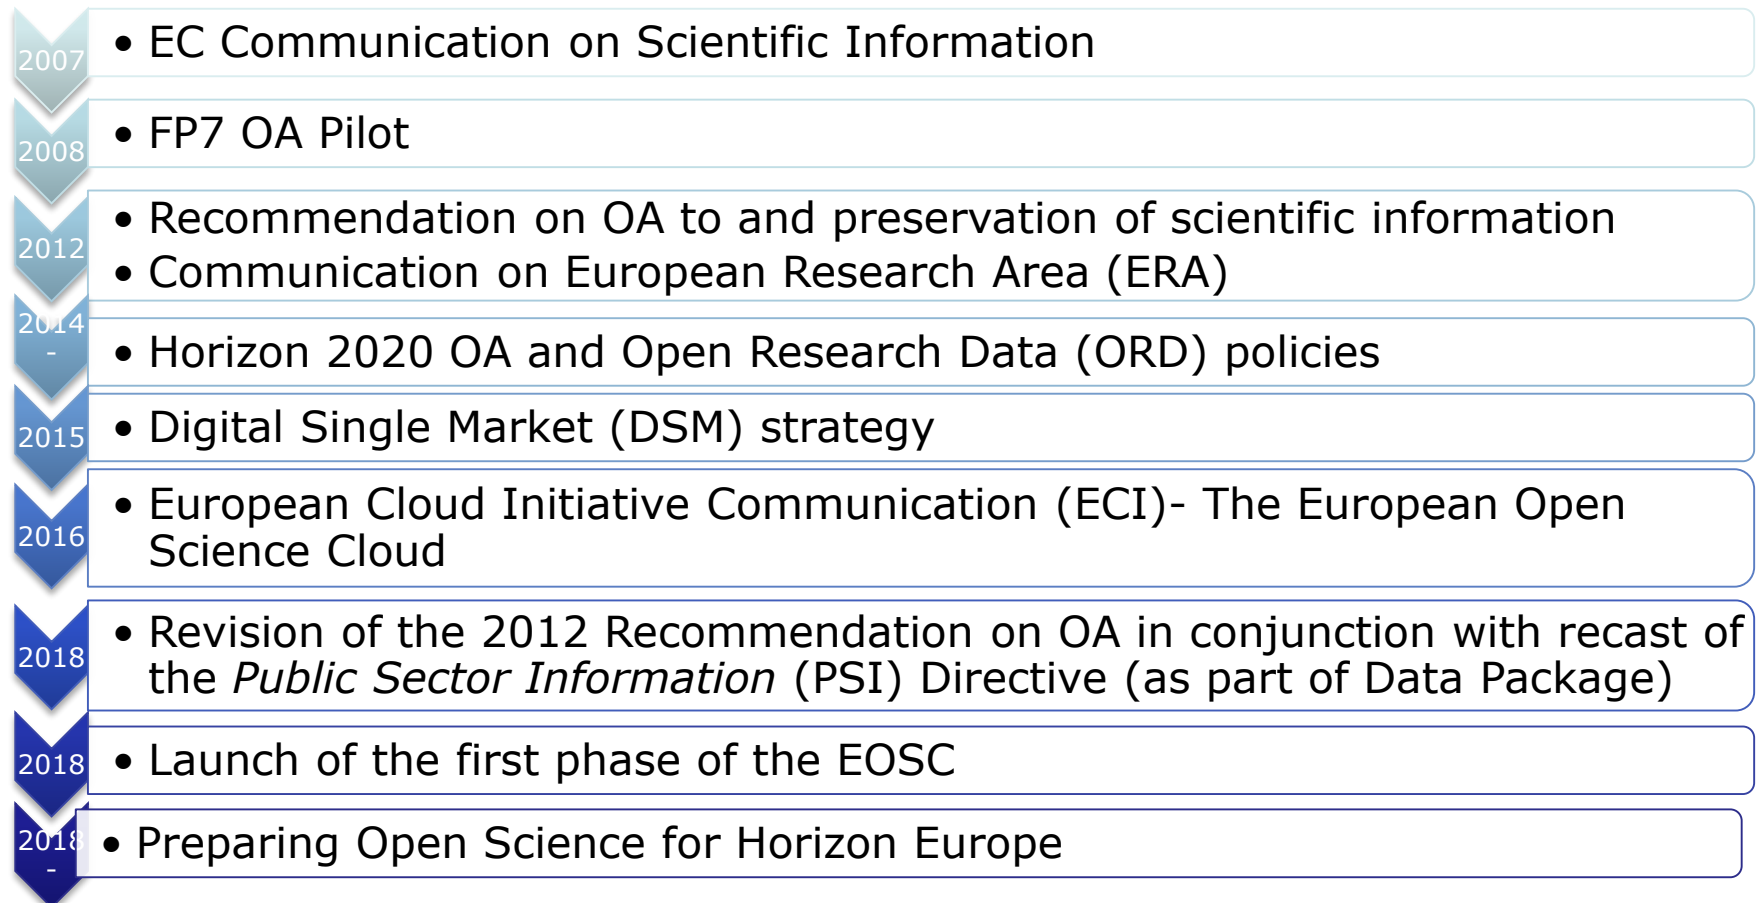 2007
• EC Communication on Scientific Information
2008
• FP7 OA Pilot
2012
• Recommendation on OA to and preservation of scientific information
• Communication on European Research Area (ERA)
2014
-
• Horizon 2020 OA and Open Research Data (ORD) policies
2015
• Digital Single Market (DSM) strategy
2016
• European Cloud Initiative Communication (ECI)- The European Open
Science Cloud
2018
• Revision of the 2012 Recommendation on OA in conjunction with recast of
the Public Sector Information (PSI) Directive (as part of Data Package)
2018
• Launch of the first phase of the EOSC
2018
-
• Preparing Open Science for Horizon Europe